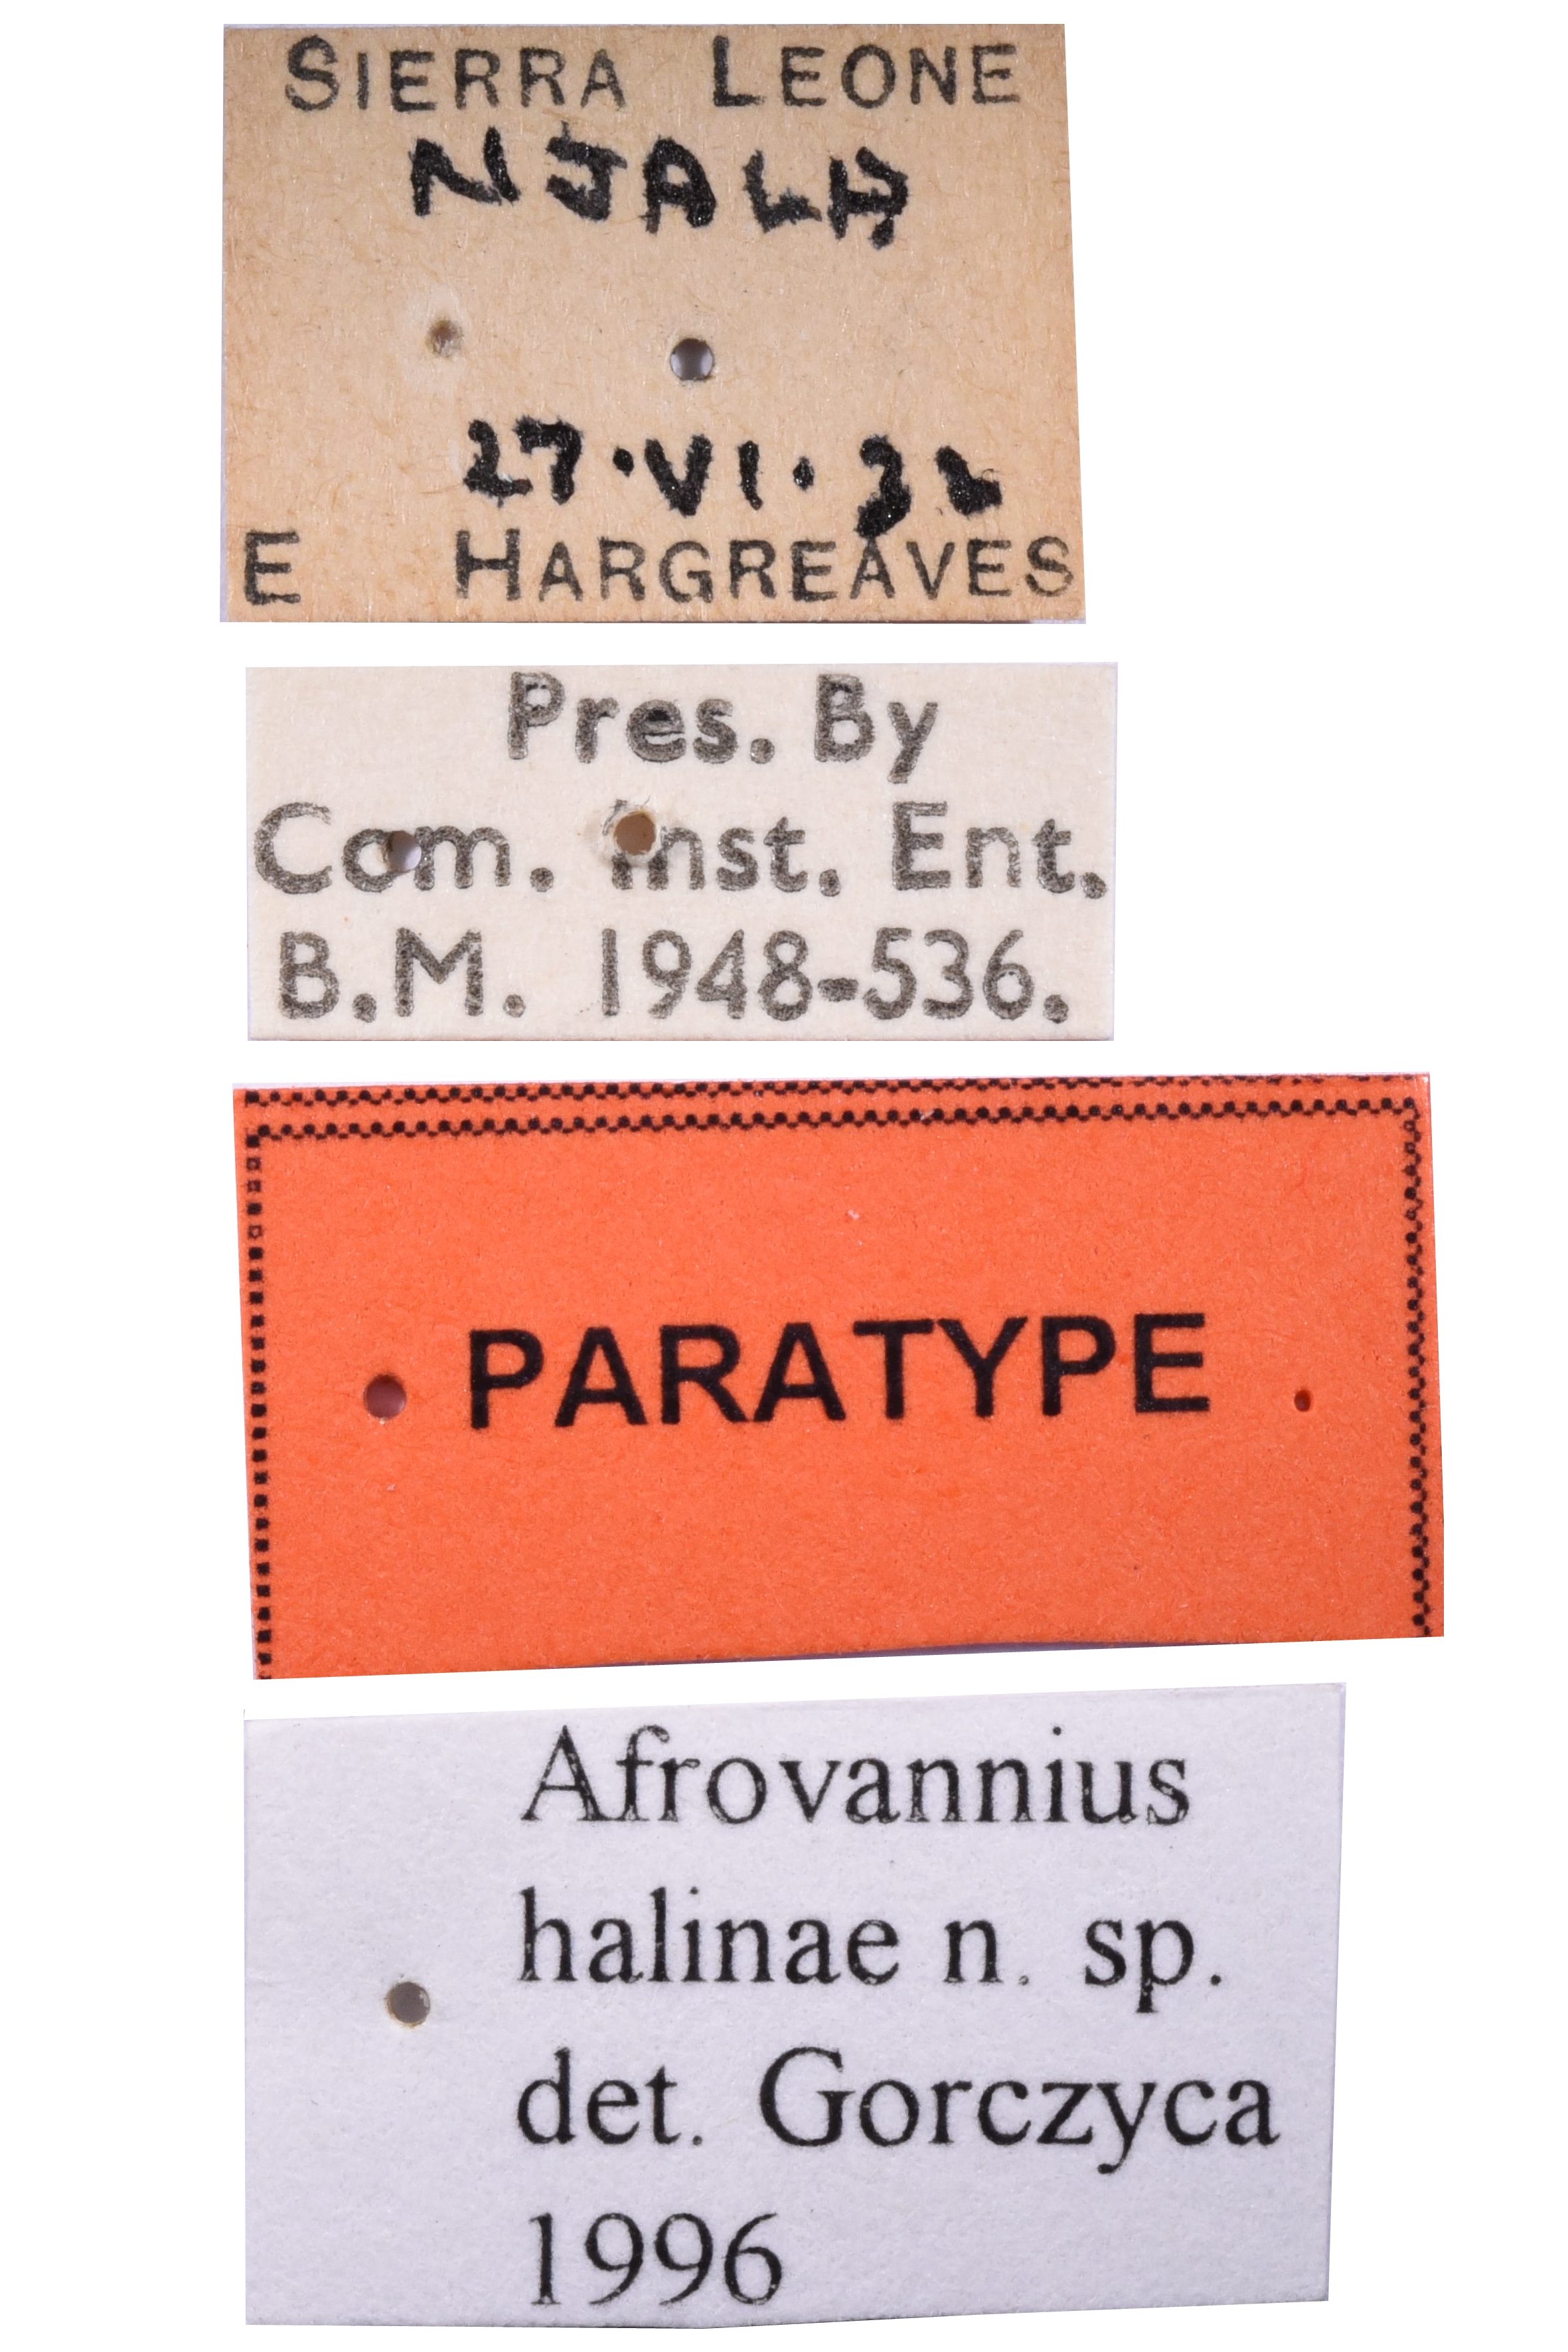 SIERRA LEONE
NJALA
27.VI.32
E HARGREAVES
Pres. By
Com. Inst. Ent.
B.M. 1948-536.
PARATYPE
Afrovannius
halinae n. sp.
det. Gorczyca
1996